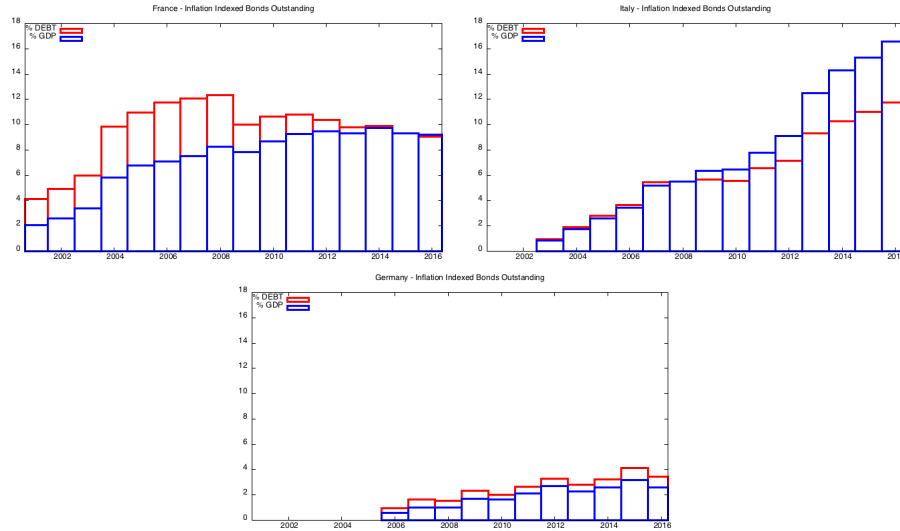 France - Inflation Indexed Bonds Outstanding
% DEBT
% GDP
18
16
14
12
10
8
6
4
2
0
2002 2004 2006 2008 2010 2012 2014 2016
Italy - Inflation Indexed Bonds Outstanding
% DEBT
% GDP
18
16
14
12
10
8
6
4
2
0
2002 2004 2006 2008 2010 2012 2014 201
Germany - Inflation Indexed Bonds Outstanding
% DEBT
% GDP
18
16
14
12
10
8
6
4
2
0
2002 2004 2006 2008 2010 2012 2014 2016